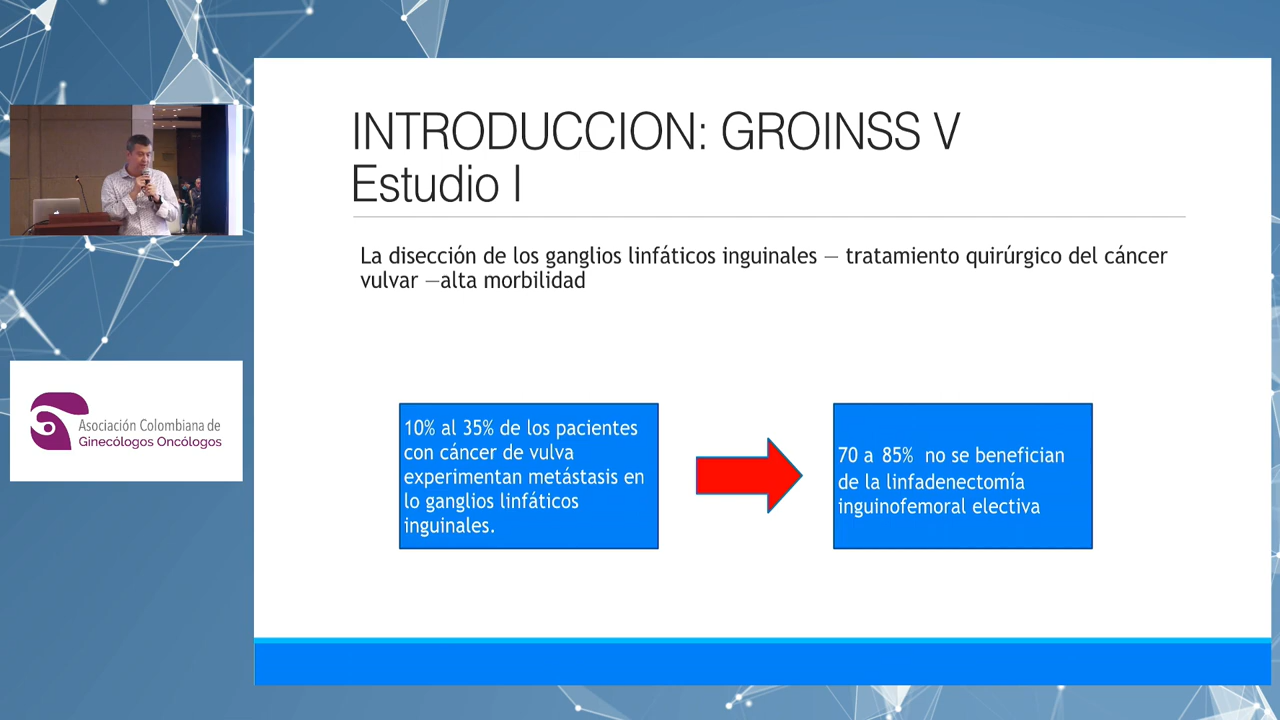 INTRODUCCION: GROINSS V
Estudio I
La disección de los ganglios linfáticos inguinales – tratamiento quirúrgico del cáncer
vulvar –alta morbilidad
10% al 35% de los pacientes
con cáncer de vulva
experimentan metástasis en
lo ganglios linfáticos
inguinales.
70 a 85% no se benefician
de la linfadenectomía
inguinofemoral electiva
Asociación Colombiana de
Ginecólogos Oncólogos